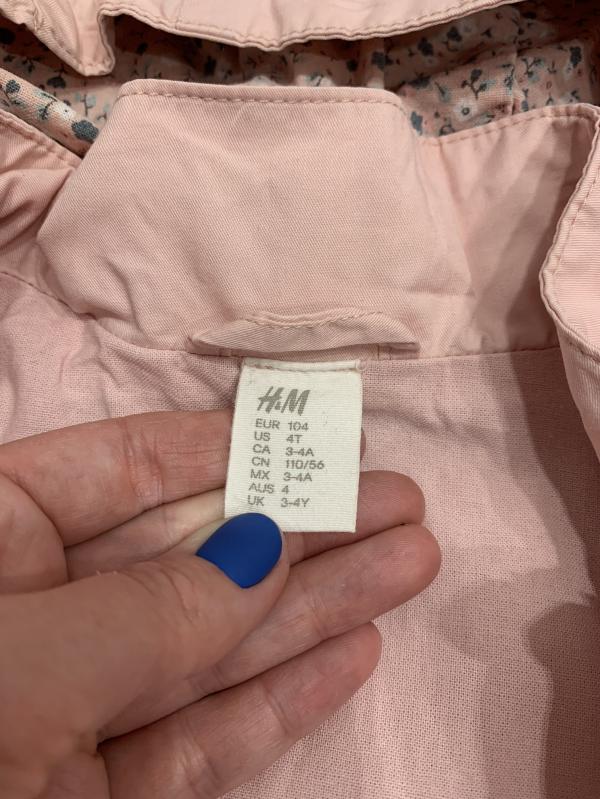 H&M
EUR 104
US 4T
CA 3-4A
CN 110/56
MX 3-4A
AUS 4
UK 3-4Y